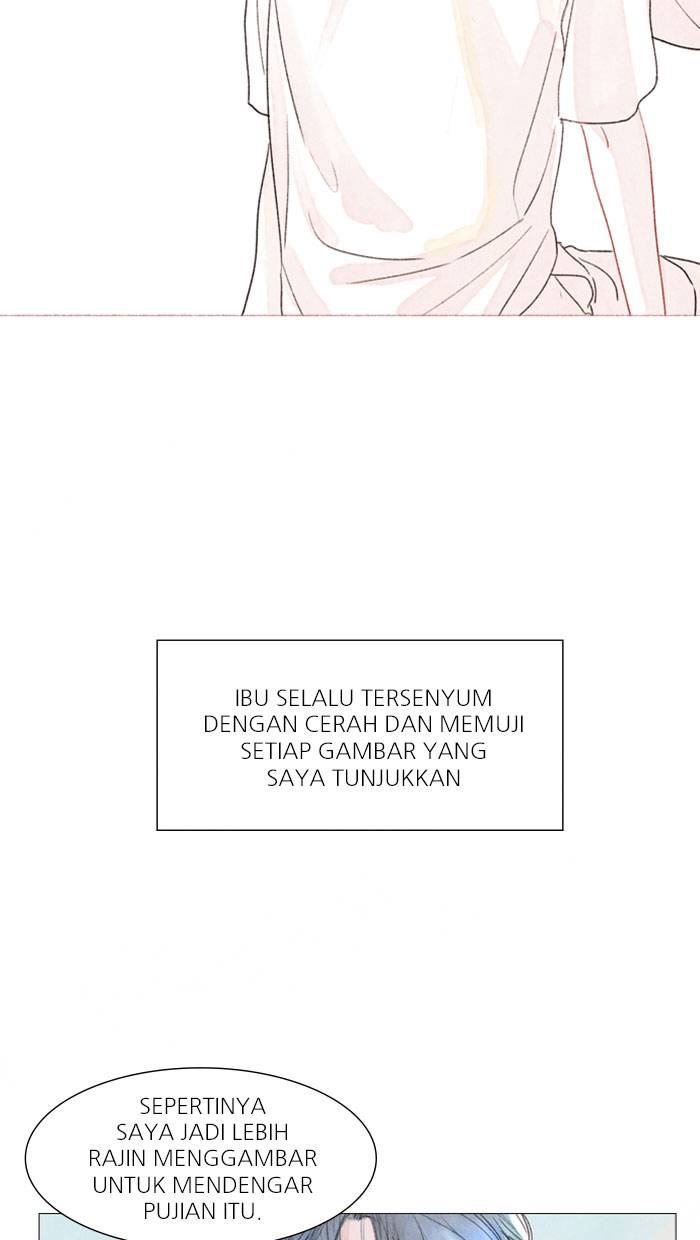 IBU SELALU TERSENYUM
DENGAN CERAH DAN MEMUJI
SETIAP GAMBAR YANG
SAYA TUNJUKKAN
SEPERTINYA
SAYA JADI LEBIH
RAJIN MENGGAMBAR
UNTUK MENDENGAR
PUJIAN ITU.